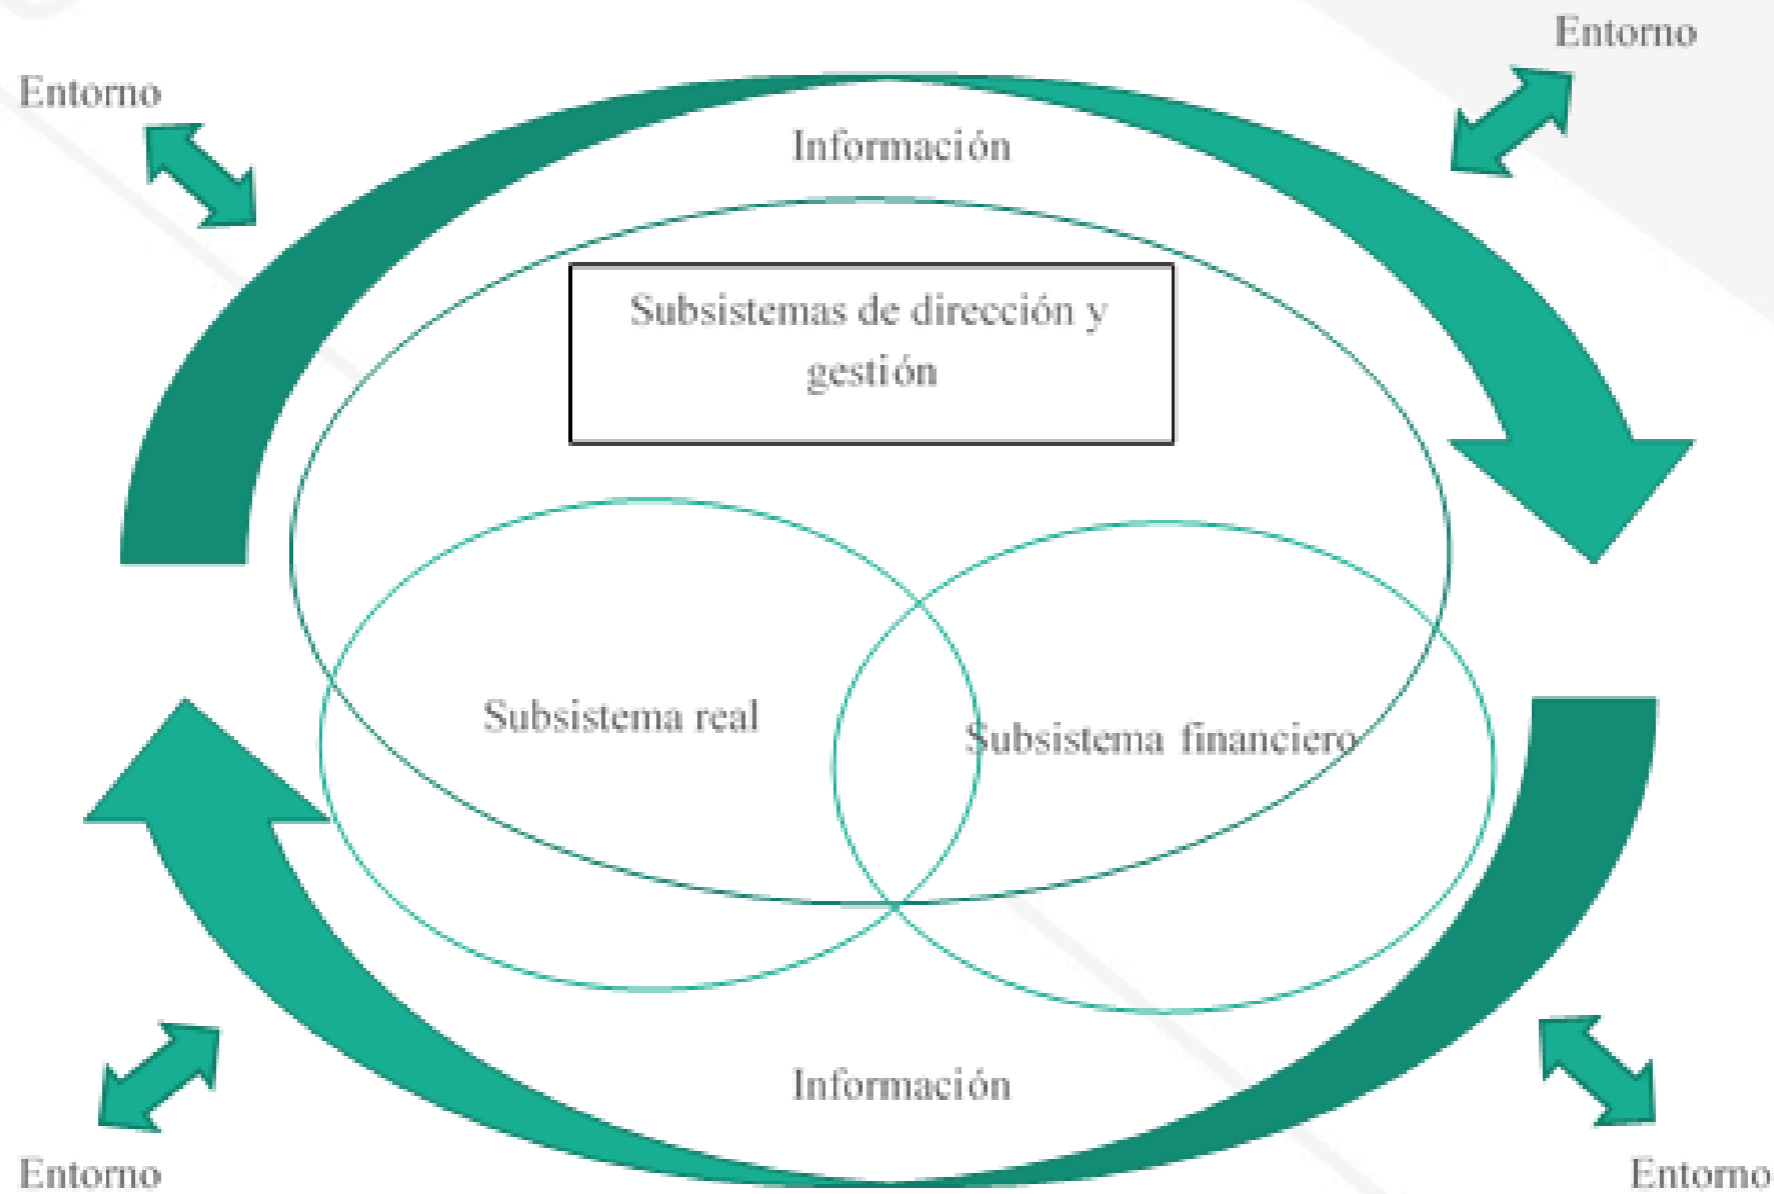 Entorno
Entorno
Información
Subsistemas de dirección y
gestión
Subsistema real
Subsistema financiero
Información
Entorno
Entorno